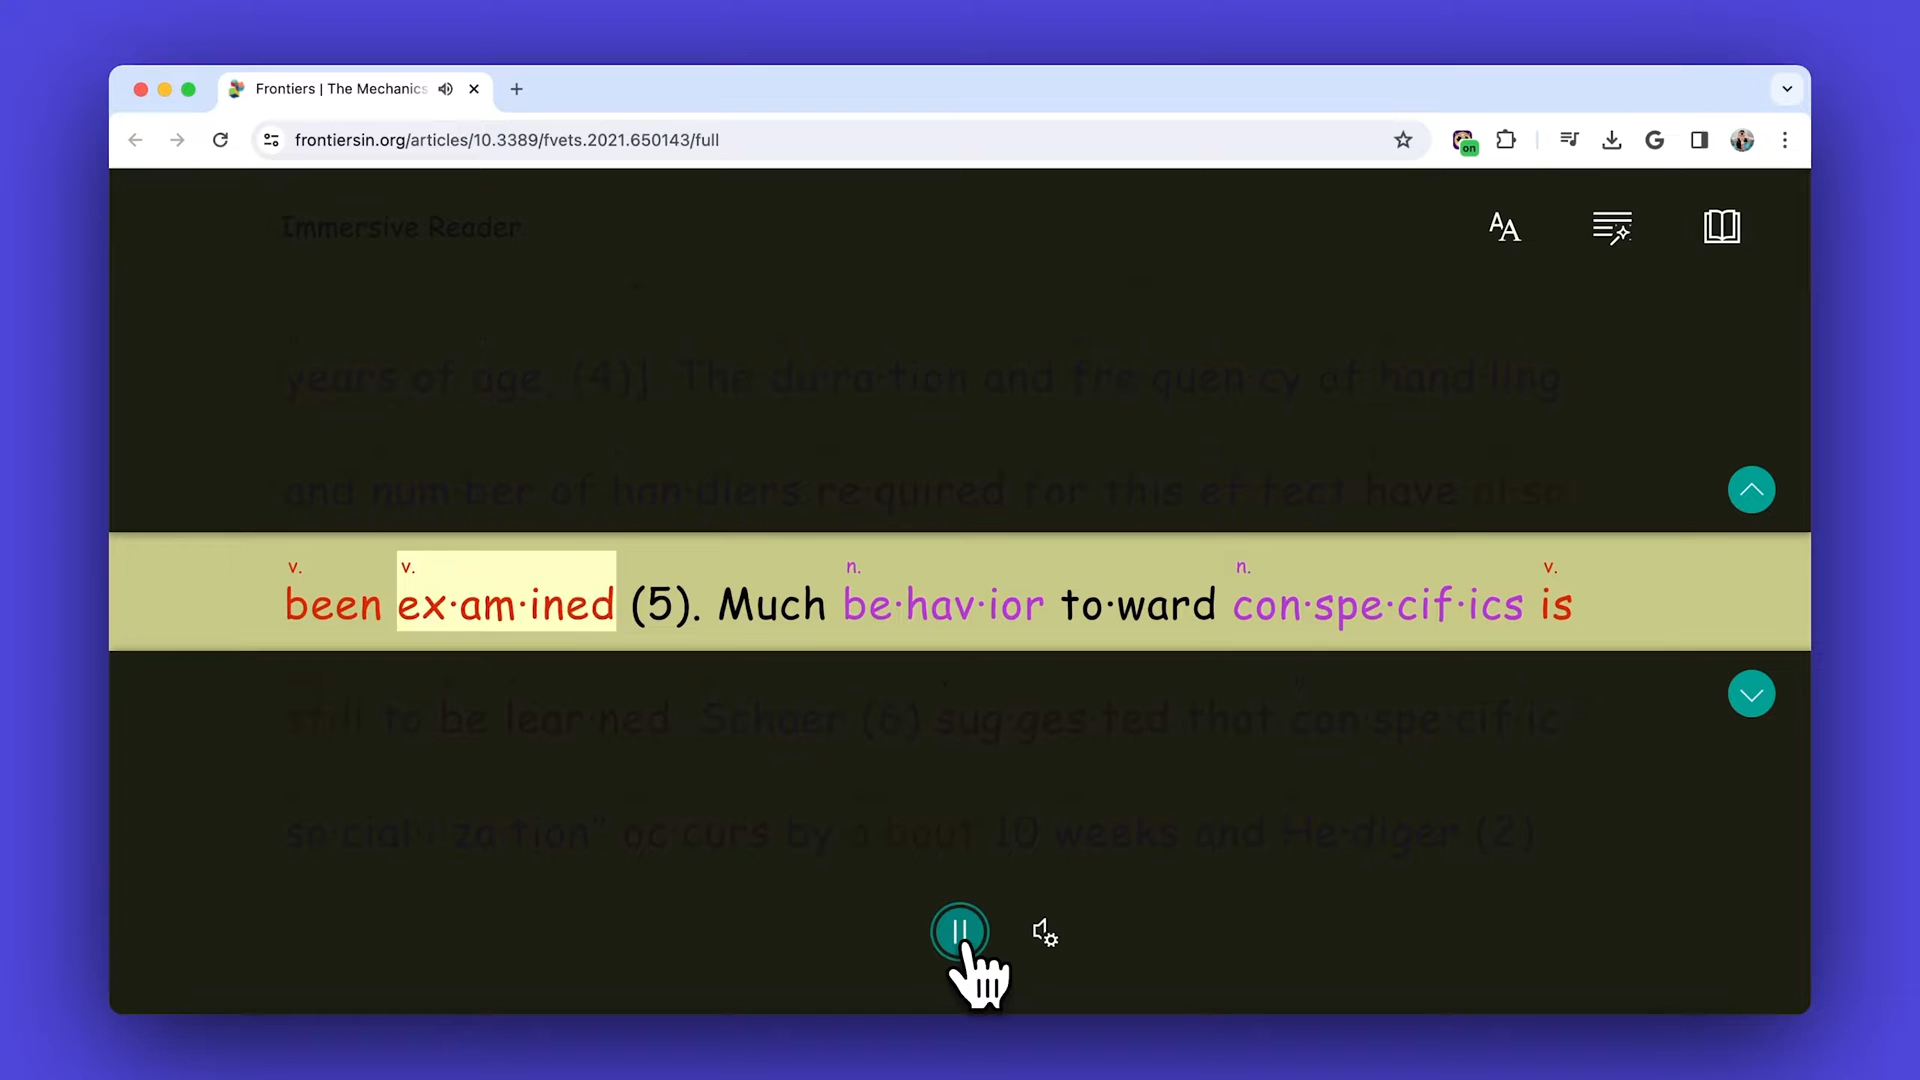 Frontiers | The Mechanics
frontiersin.org/articles/10.3389/fvets.2021.650143/full
on
Immersive Reader
AA
years of age, (4)]. The du·ra·tion and fre·quen·cy of hand·ling
and num·ber of han·dlers re·quired for this ef·fect have al·so
v. v. n. n. v.
been ex·am·ined (5). Much be·hav·ior to·ward con·spe·cif·ics is
still to be lear·ned. Schaer (6) sug·ges·ted that con·spe·cif·ic
so·cial·i·za·tion" oc·curs by a·bout 10 weeks and He·diger (2)